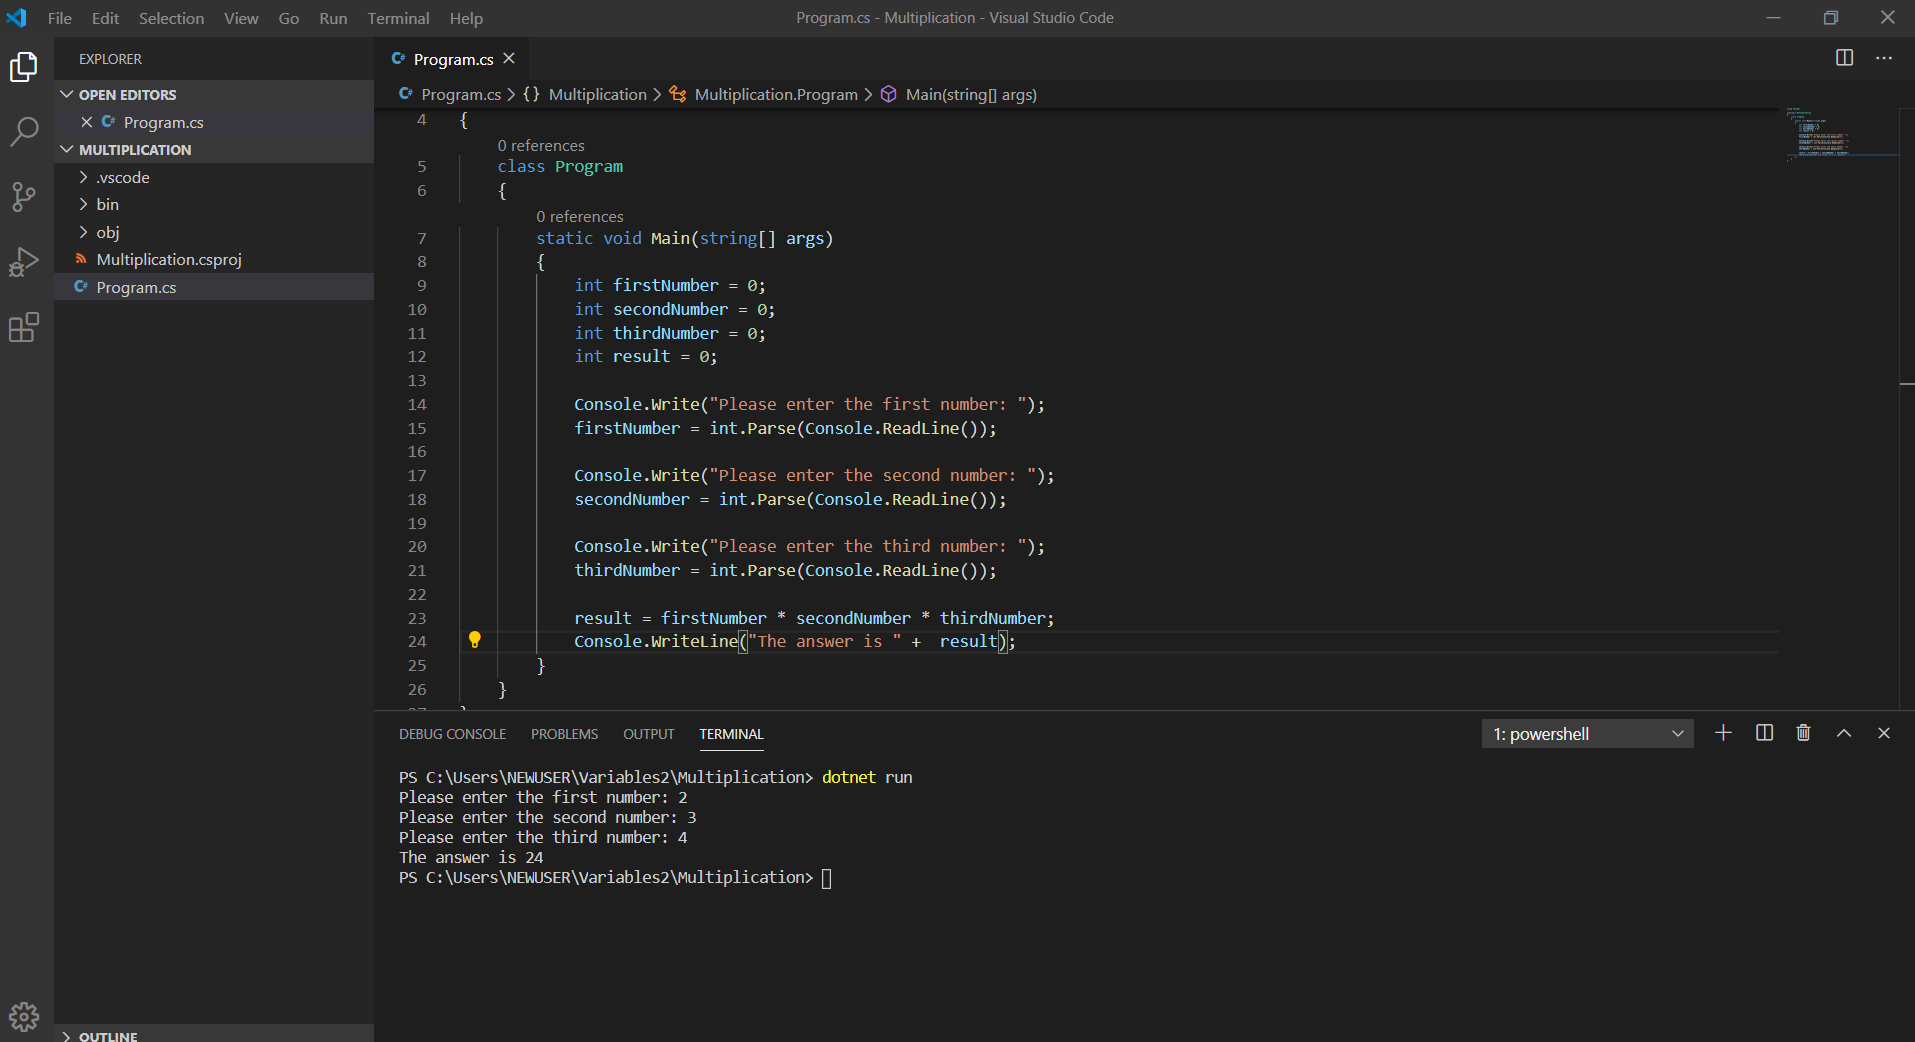 File Edit Selection View Go Run Terminal Help
Program.cs - Multiplication - Visual Studio Code
EXPLORER
OPEN EDITORS
Program.cs
MULTIPLICATION
.vscode
bin
obj
Multiplication.csproj
Program.cs
OUTLINE
Program.cs
Program.cs > {} Multiplication > Multiplication.Program > Main(string[] args)
4 {
0 references
5 class Program
6 {
0 references
7 static void Main(string[] args)
8 {
9 int firstNumber = 0;
10 int secondNumber = 0;
11 int thirdNumber = 0;
12 int result = 0;
13
14 Console.Write("Please enter the first number: ");
15 firstNumber = int.Parse(Console.ReadLine());
16
17 Console.Write("Please enter the second number: ");
18 secondNumber = int.Parse(Console.ReadLine());
19
20 Console.Write("Please enter the third number: ");
21 thirdNumber = int.Parse(Console.ReadLine());
22
23 result = firstNumber * secondNumber * thirdNumber;
24 Console.WriteLine("The answer is " +  result);
25 }
26 }
DEBUG CONSOLE PROBLEMS OUTPUT TERMINAL
1: powershell
PS C:\Users\NEWUSER\Variables2\Multiplication> dotnet run
Please enter the first number: 2
Please enter the second number: 3
Please enter the third number: 4
The answer is 24
PS C:\Users\NEWUSER\Variables2\Multiplication>